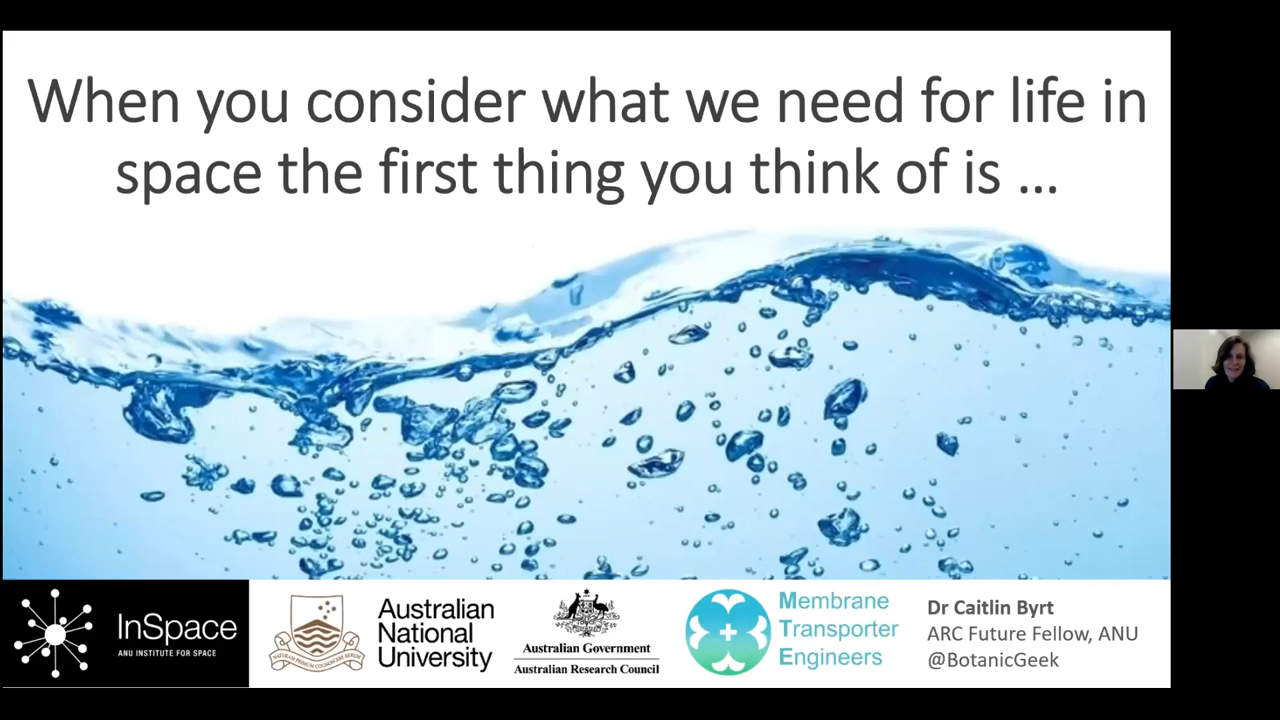 When you consider what we need for life in
space the first thing you think of is ...
InSpace
ANU INSTITUTE FOR SPACE
Australian
National
University
Australian Government
Australian Research Council
Membrane
Transporter
Engineers
Dr Caitlin Byrt
ARC Future Fellow, ANU
@BotanicGeek